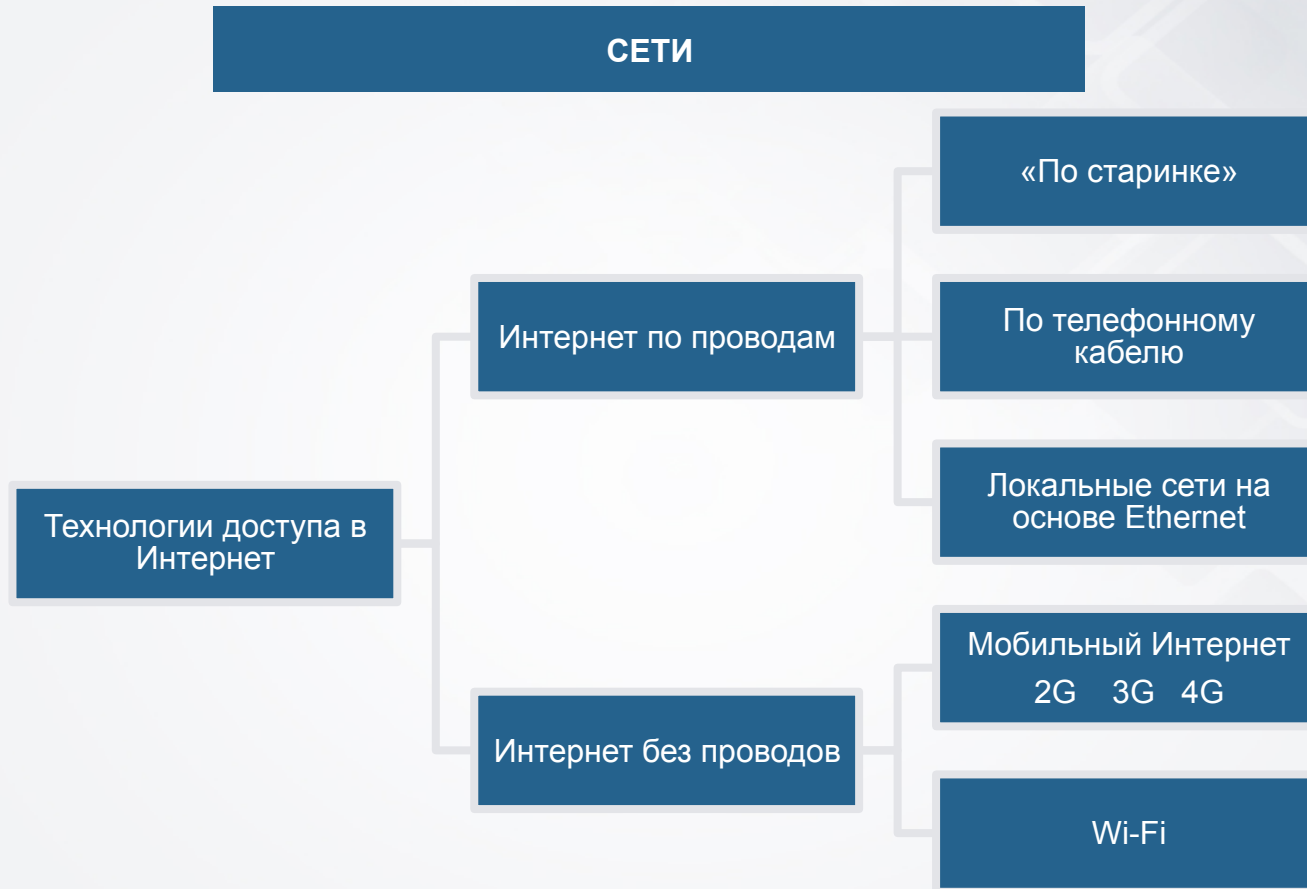 СЕТИ
«По старинке»
Интернет по проводам
По телефонному
кабелю
Локальные сети на
основе Ethernet
Технологии доступа в
Интернет
Мобильный Интернет
2G 3G 4G
Интернет без проводов
Wi-Fi